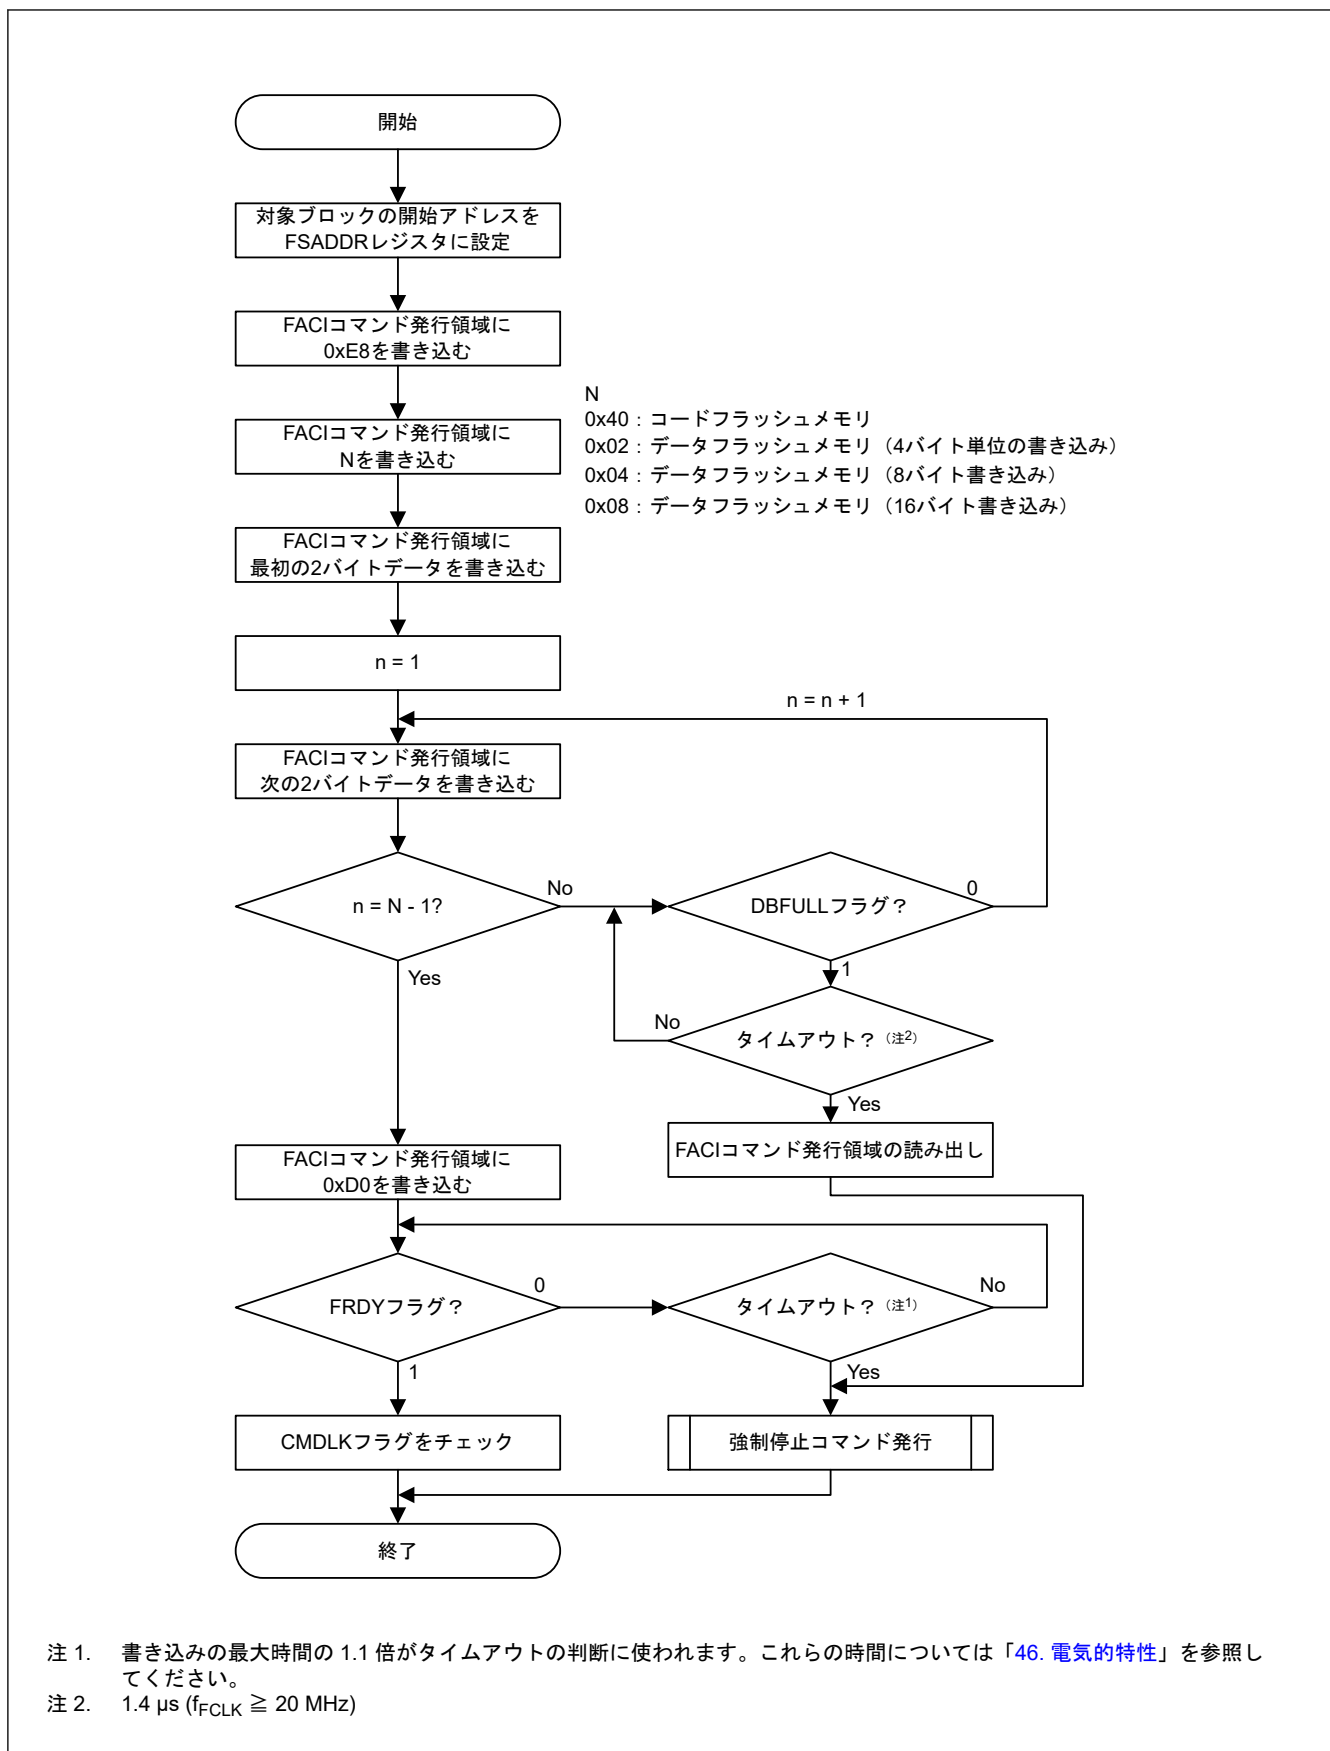 開始
対象ブロックの開始アドレスを
FSADDRレジスタに設定
FACIコマンド発行領域に
0xE8を書き込む
FACIコマンド発行領域に
Nを書き込む
N
0x40：コードフラッシュメモリ
0x02：データフラッシュメモリ（4バイト単位の書き込み）
0x04：データフラッシュメモリ（8バイト書き込み）
0x08：データフラッシュメモリ（16バイト書き込み）
FACIコマンド発行領域に
最初の2バイトデータを書き込む
n = 1
n = n + 1
FACIコマンド発行領域に
次の2バイトデータを書き込む
n = N - 1?
No
DBFULLフラグ？
0
Yes
1
No
タイムアウト？（注2）
Yes
FACIコマンド発行領域の読み出し
FACIコマンド発行領域に
0xD0を書き込む
FRDYフラグ？
0
タイムアウト？（注1）
No
1
Yes
CMDLKフラグをチェック
強制停止コマンド発行
終了
注 1. 書き込みの最大時間の 1.1 倍がタイムアウトの判断に使われます。これらの時間については「46. 電気的特性」を参照し
てください。
注 2. 1.4 µs (fFCLK ≧ 20 MHz)